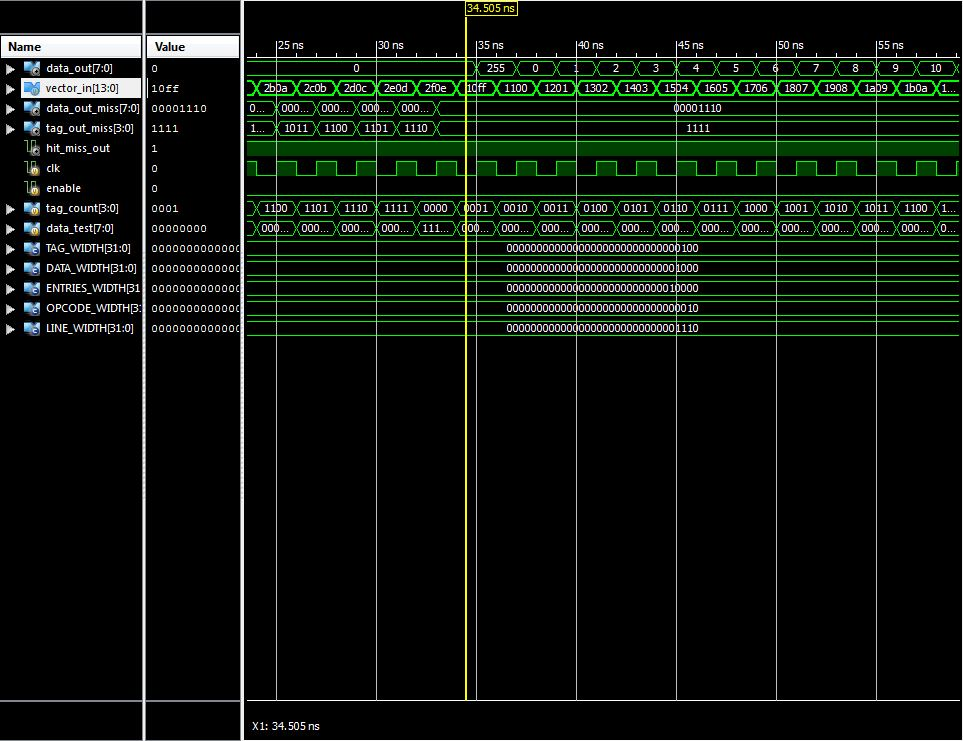 34.505 ns
Name Value 25 ns 30 ns 35 ns 40 ns 45 ns 50 ns 55 ns
data_out[7:0] 0 0 255 0 1 2 3 4 5 6 7 8 9 10
vector_in[13:0] 10ff 2b0a 2c0b 2d0c 2e0d 2f0e 10ff 1100 1201 1302 1403 1504 1605 1706 1807 1908 1a09 1b0a 1...
data_out_miss[7:0] 00001110 0... 000... 000... 000... 000... 00001110
tag_out_miss[3:0] 1111 1... 1011 1100 1101 1110 1111
hit_miss_out 1
clk 0
enable 0
tag_count[3:0] 0001 1100 1101 1110 1111 0000 0001 0010 0011 0100 0101 0110 0111 1000 1001 1010 1011 1100 1...
data_test[7:0] 00000000 000... 000... 000... 000... 111... 000... 000... 000... 000... 000... 000... 000... 000... 000... 000... 000... 000... 0...
TAG_WIDTH[31:0] 0000000000000 00000000000000000000000000000100
DATA_WIDTH[31:0] 0000000000000 00000000000000000000000000001000
ENTRIES_WIDTH[31 0000000000000 00000000000000000000000000010000
OPCODE_WIDTH[3: 0000000000000 00000000000000000000000000000010
LINE_WIDTH[31:0] 0000000000000 00000000000000000000000000001110
X1: 34.505 ns